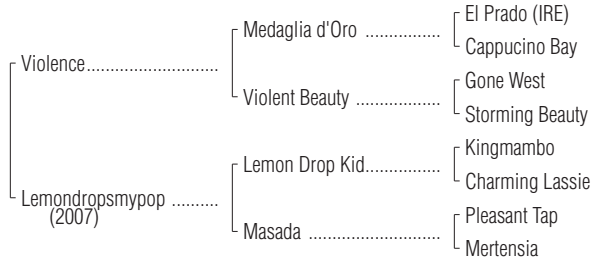 El Prado (IRE)
Medaglia d'Oro ................
Cappucino Bay
Violence............................
Gone West
Violent Beauty ..................
Storming Beauty
Kingmambo
Lemon Drop Kid................
Charming Lassie
Lemondropsmypop ..........
(2007)
Pleasant Tap
Masada ............................
Mertensia